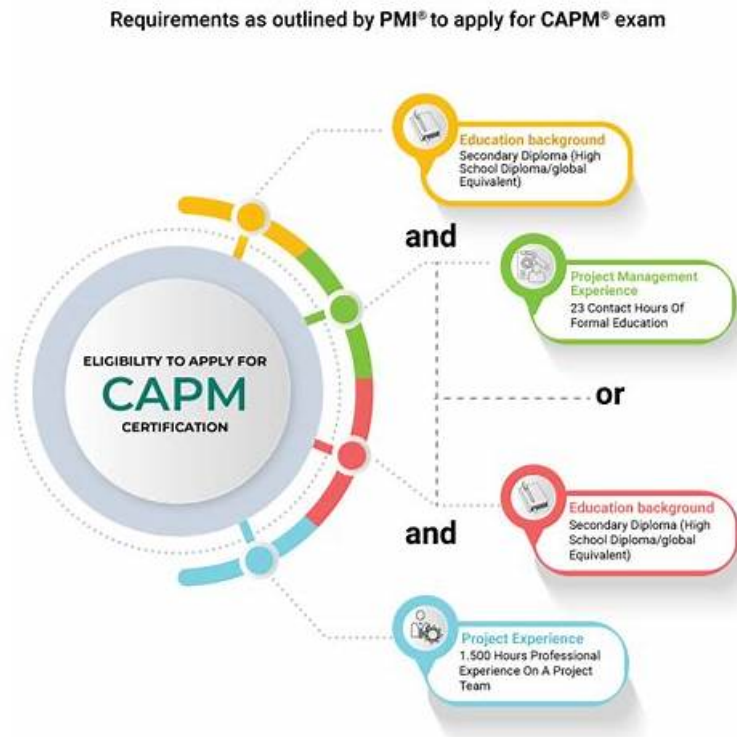 Requirements as outlined by PMI® to apply for CAPM® exam
Education background
Secondary Diploma (High
School Diploma/global
Equivalent)
and
Project Management
Experience
23 Contact Hours Of
Formal Education
ELIGIBILITY TO APPLY FOR
CAPM
CERTIFICATION
or
Education background
Secondary Diploma (High
School Diploma/global
Equivalent)
and
Project Experience
1.500 Hours Professional
Experience On A Project
Team